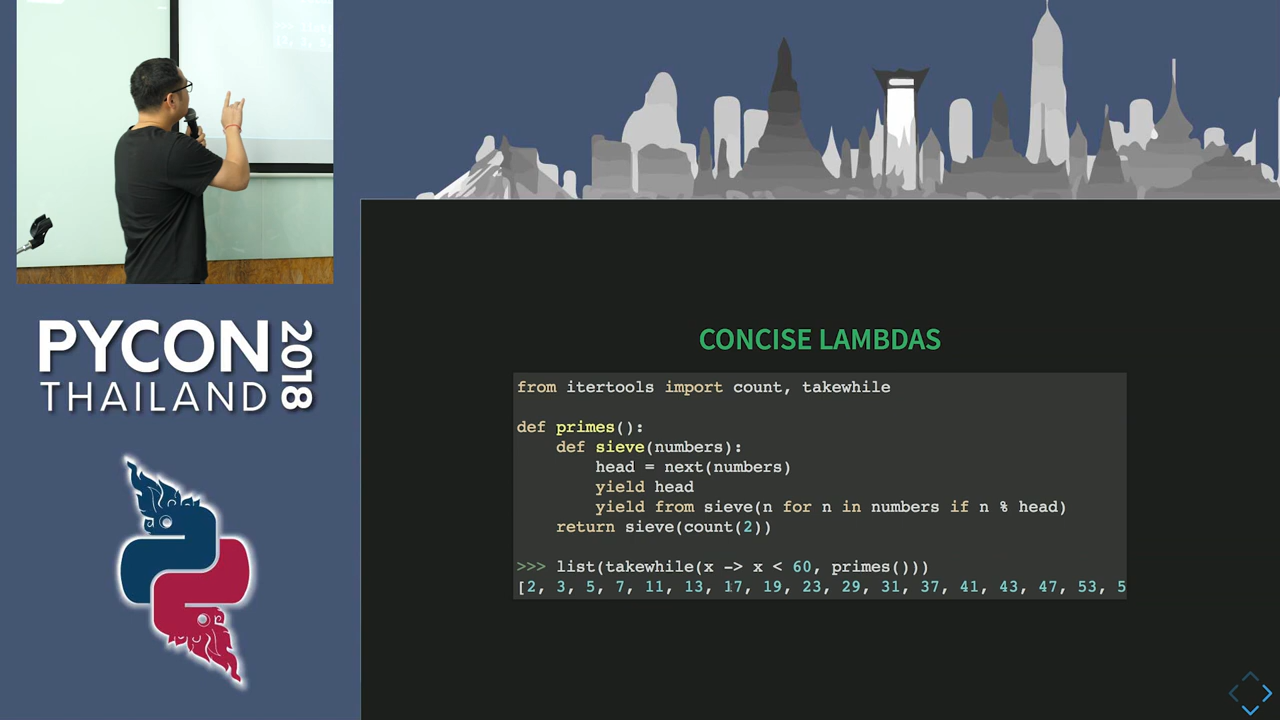 PYCON
THAILAND
2018
CONCISE LAMBDAS
from itertools import count, takewhile
def primes():
    def sieve(numbers):
        head = next(numbers)
        yield head
        yield from sieve(n for n in numbers if n % head)
    return sieve(count(2))
>>> list(takewhile(x -> x < 60, primes()))
[2, 3, 5, 7, 11, 13, 17, 19, 23, 29, 31, 37, 41, 43, 47, 53, 5